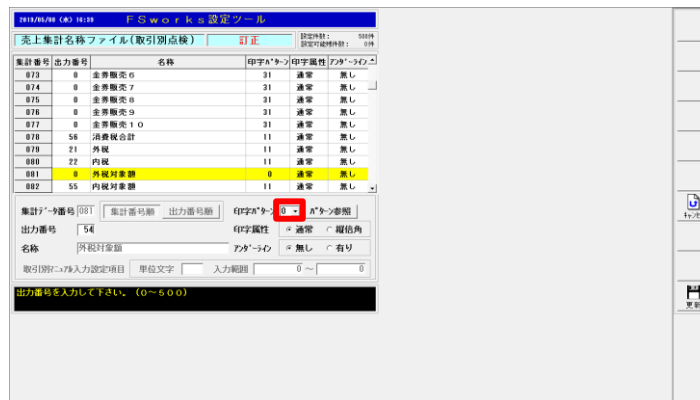 2019/05/08 (水) 16:39 FSworks設定ツール
売上集計名称ファイル(取引別点検) 訂正 設定件数： 500件
設定可能残件数： 0件
集計番号 出力番号 名称 印字ﾊﾟﾀｰﾝ 印字属性 ｱﾝﾀﾞｰﾗｲﾝ
073 0 金券販売６ 31 通常 無し
074 0 金券販売７ 31 通常 無し
075 0 金券販売８ 31 通常 無し
076 0 金券販売９ 31 通常 無し
077 0 金券販売１０ 31 通常 無し
078 56 消費税合計 11 通常 無し
079 21 外税 11 通常 無し
080 22 内税 11 通常 無し
081 0 外税対象額 0 通常 無し
082 55 内税対象額 11 通常 無し
集計ﾃﾞｰﾀ番号 081 集計番号順 出力番号順 印字ﾊﾟﾀｰﾝ 0 ﾊﾟﾀｰﾝ参照
出力番号 54 印字属性 通常 縦倍角
名称 外税対象額 ｱﾝﾀﾞｰﾗｲﾝ 無し 有り
取引別ﾏﾆｭｱﾙ入力設定項目 単位文字 入力範囲 0 ～ 0
出力番号を入力して下さい。（０～５００）
ｷｬﾝｾﾙ
更新